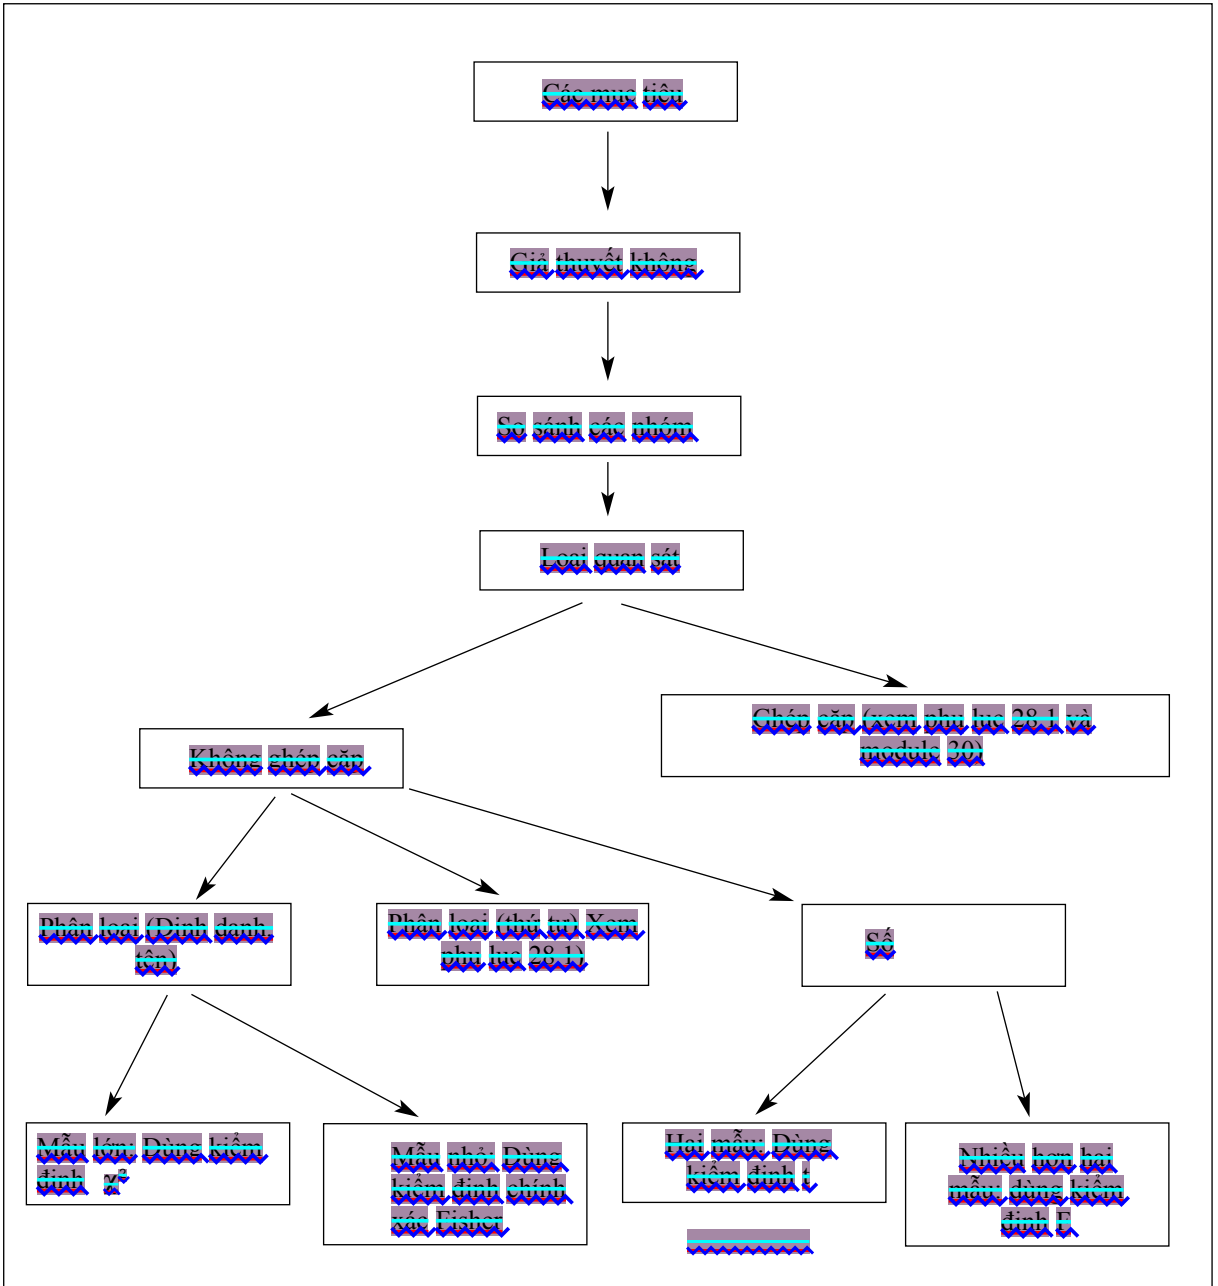 Các mục tiêu
Giả thuyết không
So sánh các nhóm
Loại quan sát
Ghép cặp (xem phụ lục 28.1 và
module 30)
Không ghép cặp
Phân loại (Định danh,
tên)
Phân loại (thứ tự) Xem
phụ lục 28.1)
Số
Mẫu lớn: Dùng kiểm
định χ²
Mẫu nhỏ Dùng
kiểm định chính
xác Fisher
Hai mẫu Dùng
kiểm định t
Nhiều hơn hai
mẫu: dùng kiểm
định F